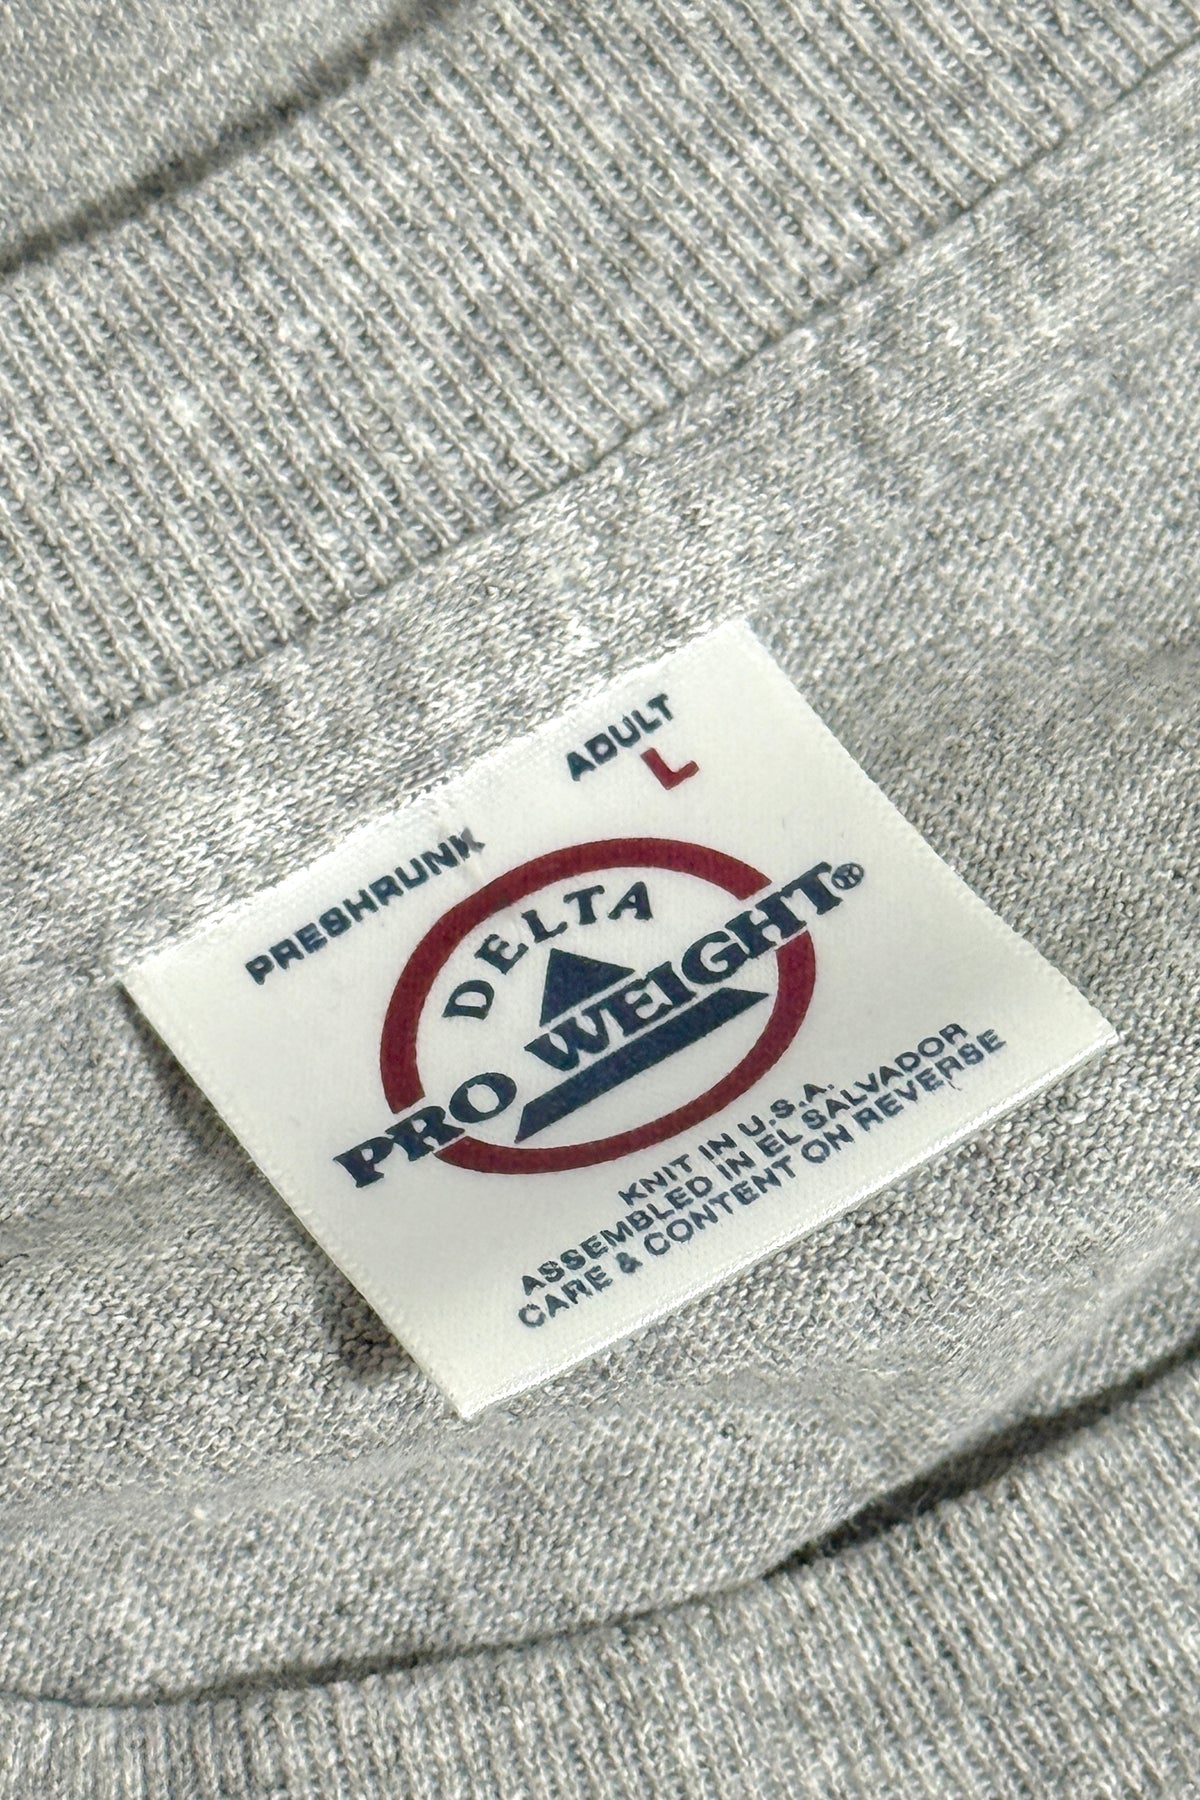 ADULT
L
PRESHRUNK
DELTA
PRO WEIGHT®
KNIT IN U.S.A.
ASSEMBLED IN EL SALVADOR
CARE & CONTENT ON REVERSE